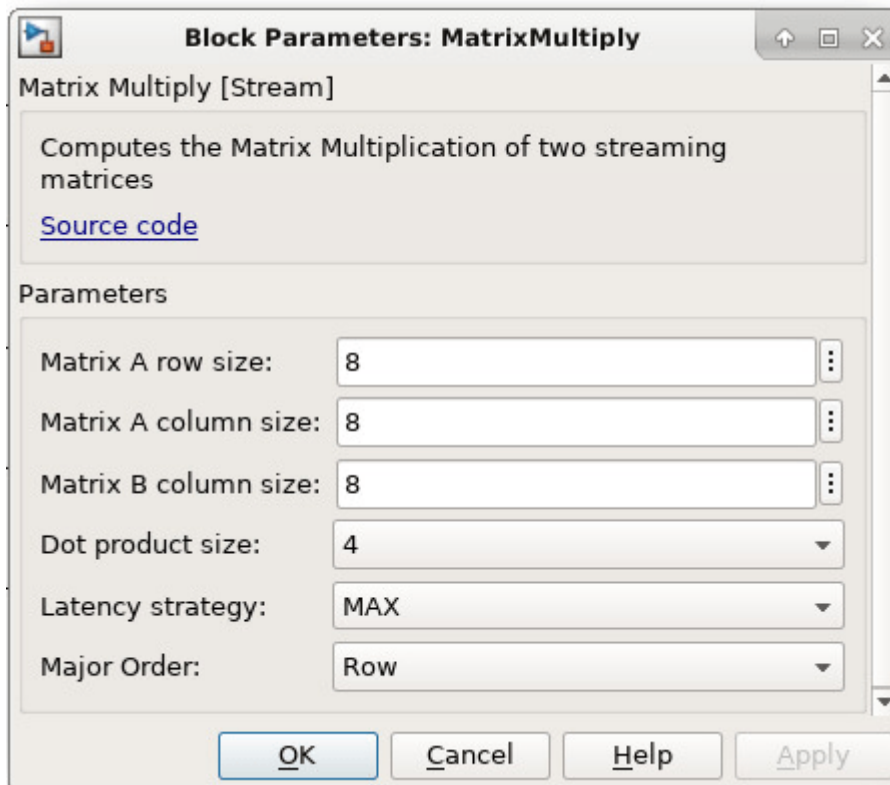 Block Parameters: MatrixMultiply
Matrix Multiply [Stream]
Computes the Matrix Multiplication of two streaming
matrices
Source code
Parameters
Matrix A row size: 8
Matrix A column size: 8
Matrix B column size: 8
Dot product size: 4
Latency strategy: MAX
Major Order: Row
OK Cancel Help Apply